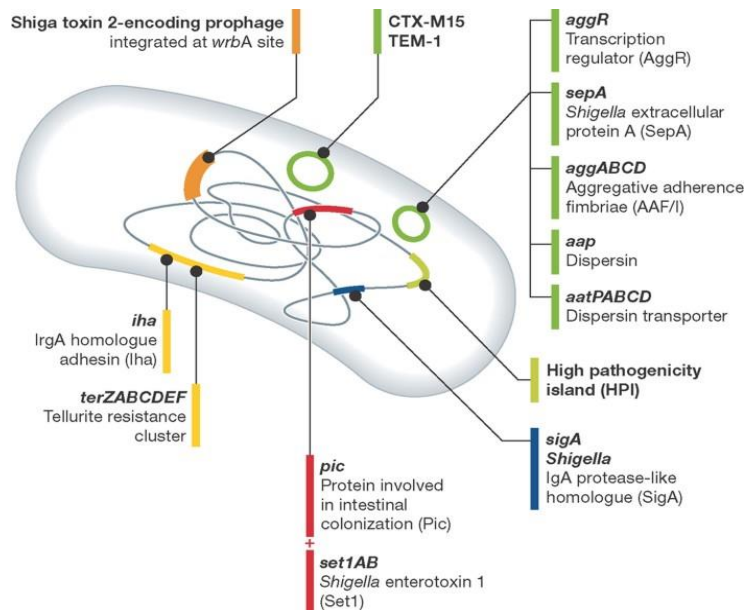 Shiga toxin 2-encoding prophage
integrated at wrbA site
CTX-M15
TEM-1
aggR
Transcription
regulator (AggR)
sepA
Shigella extracellular
protein A (SepA)
aggABCD
Aggregative adherence
fimbriae (AAF/I)
aap
Dispersin
aatPABCD
Dispersin transporter
iha
IrgA homologue
adhesin (Iha)
terZABCDEF
Tellurite resistance
cluster
High pathogenicity
island (HPI)
sigA
Shigella
IgA protease-like
homologue (SigA)
pic
Protein involved
in intestinal
colonization (Pic)
+
set1AB
Shigella enterotoxin 1
(Set1)